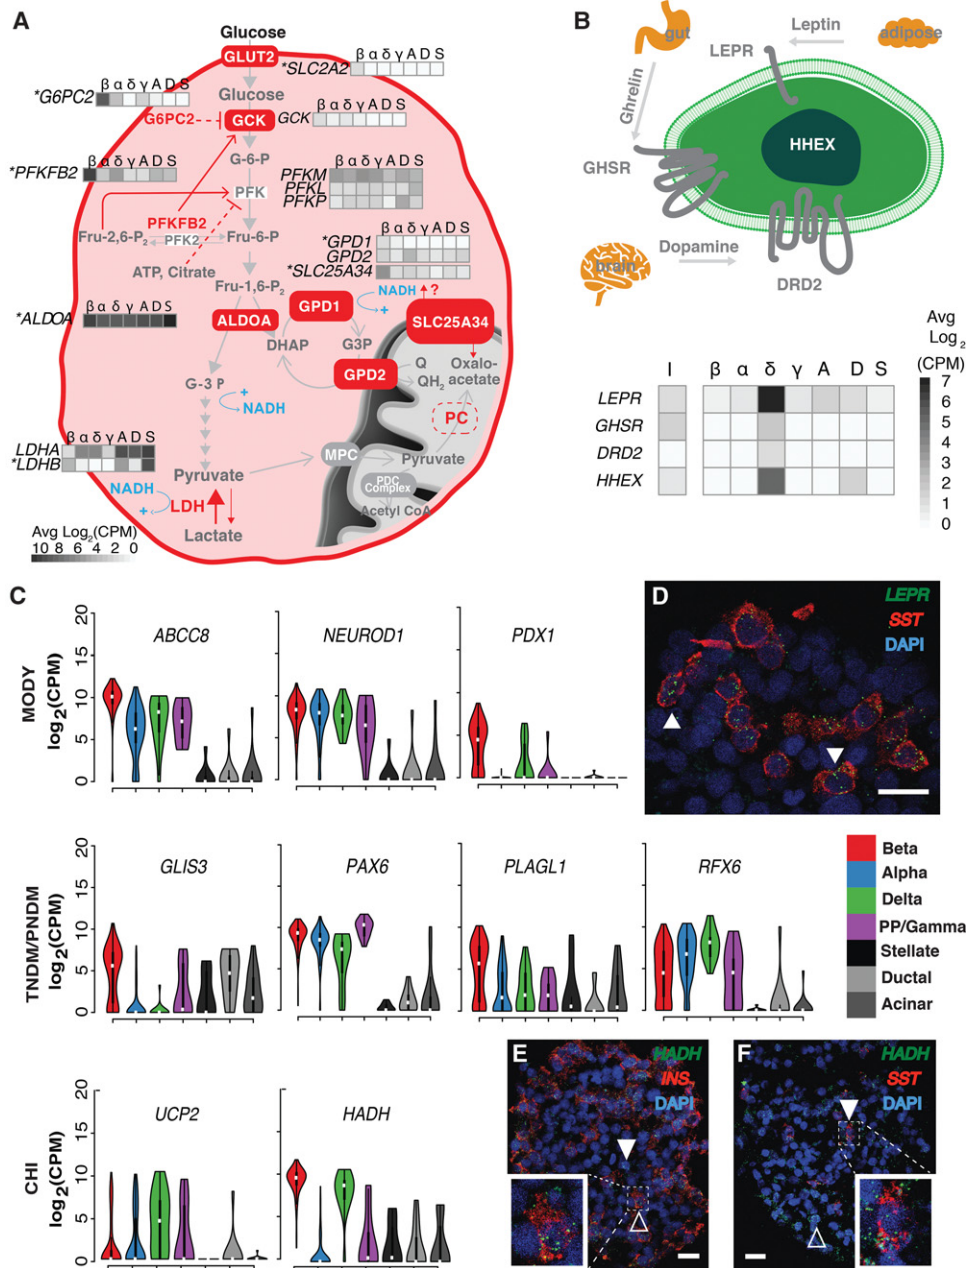 A
Glucose
GLUT2
*SLC2A2
β α δ γ A D S
*G6PC2
β α δ γ A D S
Glucose
G6PC2
GCK
GCK
β α δ γ A D S
G-6-P
*PFKFB2
β α δ γ A D S
PFK
PFKM
PFKL
PFKP
β α δ γ A D S
PFKFB2
Fru-2,6-P2
PFK2
Fru-6-P
ATP, Citrate
β α δ γ A D S
*GPD1
GPD2
*SLC25A34
Fru-1,6-P2
NADH
?
+
GPD1
SLC25A34
*ALDOA
β α δ γ A D S
ALDOA
DHAP
G3P
GPD2
Q
QH2
Oxalo-
acetate
G-3 P
+
NADH
PC
β α δ γ A D S
LDHA
*LDHB
MPC
Pyruvate
Pyruvate
PDC
Complex
NADH
+
LDH
Acetyl CoA
Lactate
Avg Log2(CPM)
10 8 6 4 2 0
B
gut
Leptin
adipose
LEPR
Ghrelin
HHEX
GHSR
Dopamine
brain
DRD2
Avg
Log2
(CPM)
I β α δ γ A D S
LEPR
GHSR
DRD2
HHEX
7
6
5
4
3
2
1
0
C
MODY
log2(CPM)
20
15
10
5
0
ABCC8
NEUROD1
PDX1
D
LEPR
SST
DAPI
TNDM/PNDM
log2(CPM)
20
15
10
5
0
GLIS3
PAX6
PLAGL1
RFX6
Beta
Alpha
Delta
PP/Gamma
Stellate
Ductal
Acinar
CHI
log2(CPM)
20
15
10
5
0
UCP2
HADH
E
HADH
INS
DAPI
F
HADH
SST
DAPI